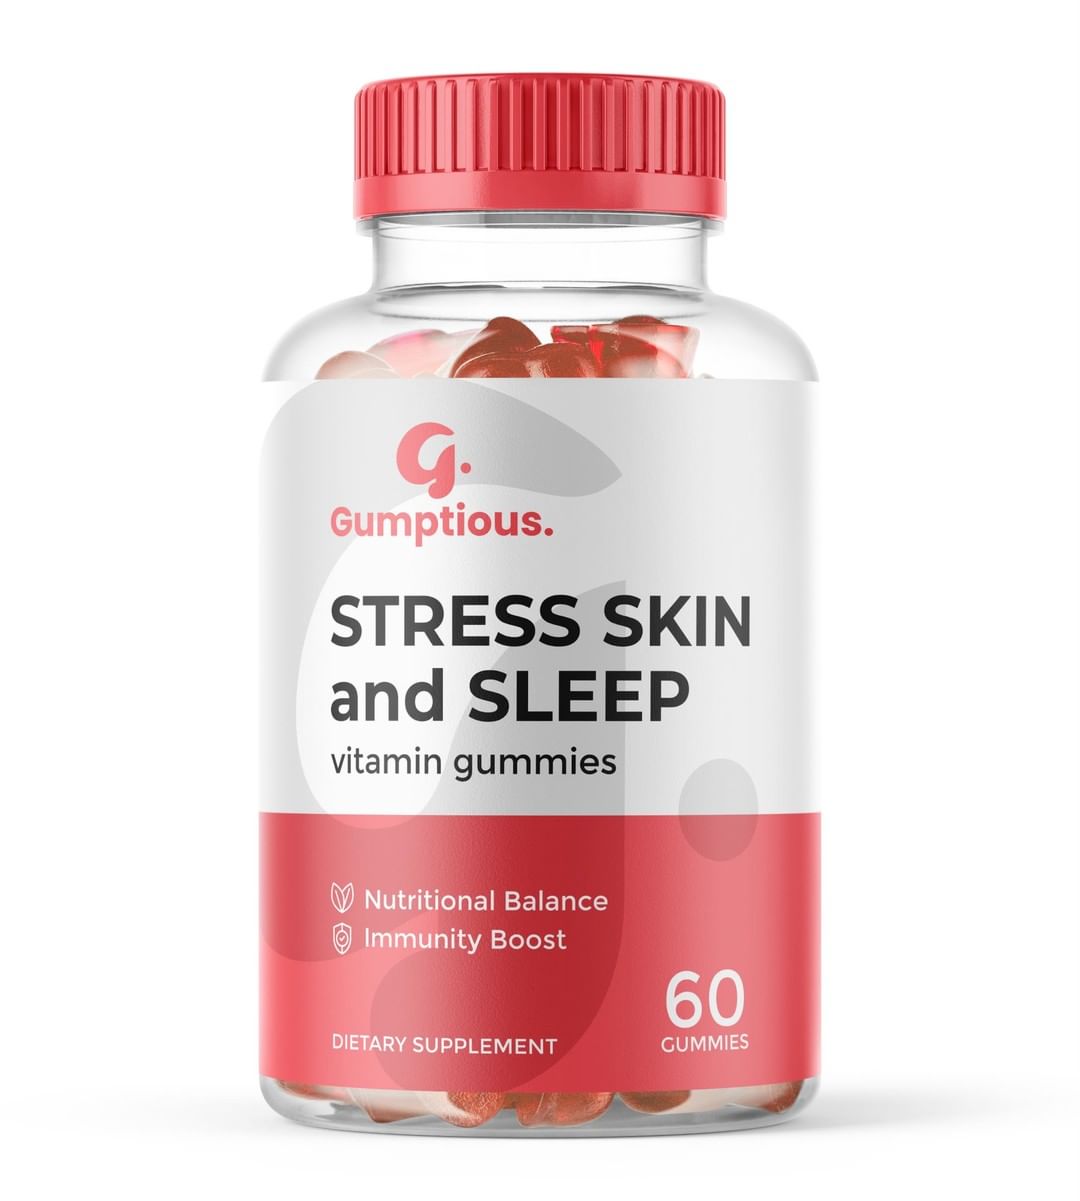 G.
Gumptious.
STRESS SKIN
and SLEEP
vitamin gummies
Nutritional Balance
Immunity Boost
DIETARY SUPPLEMENT
60
GUMMIES